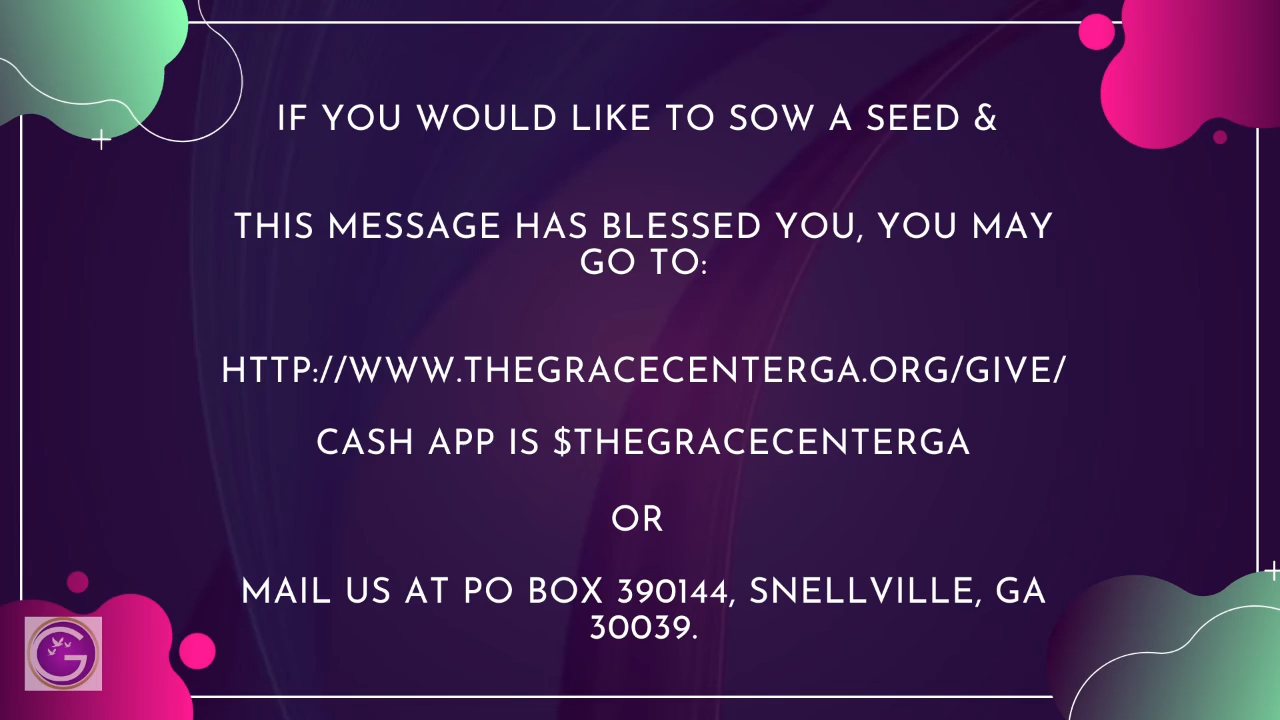 IF YOU WOULD LIKE TO SOW A SEED &
THIS MESSAGE HAS BLESSED YOU, YOU MAY
GO TO:
HTTP://WWW.THEGRACECENTERGA.ORG/GIVE/
CASH APP IS $THEGRACECENTERGA
OR
MAIL US AT PO BOX 390144, SNELLVILLE, GA
30039.
G